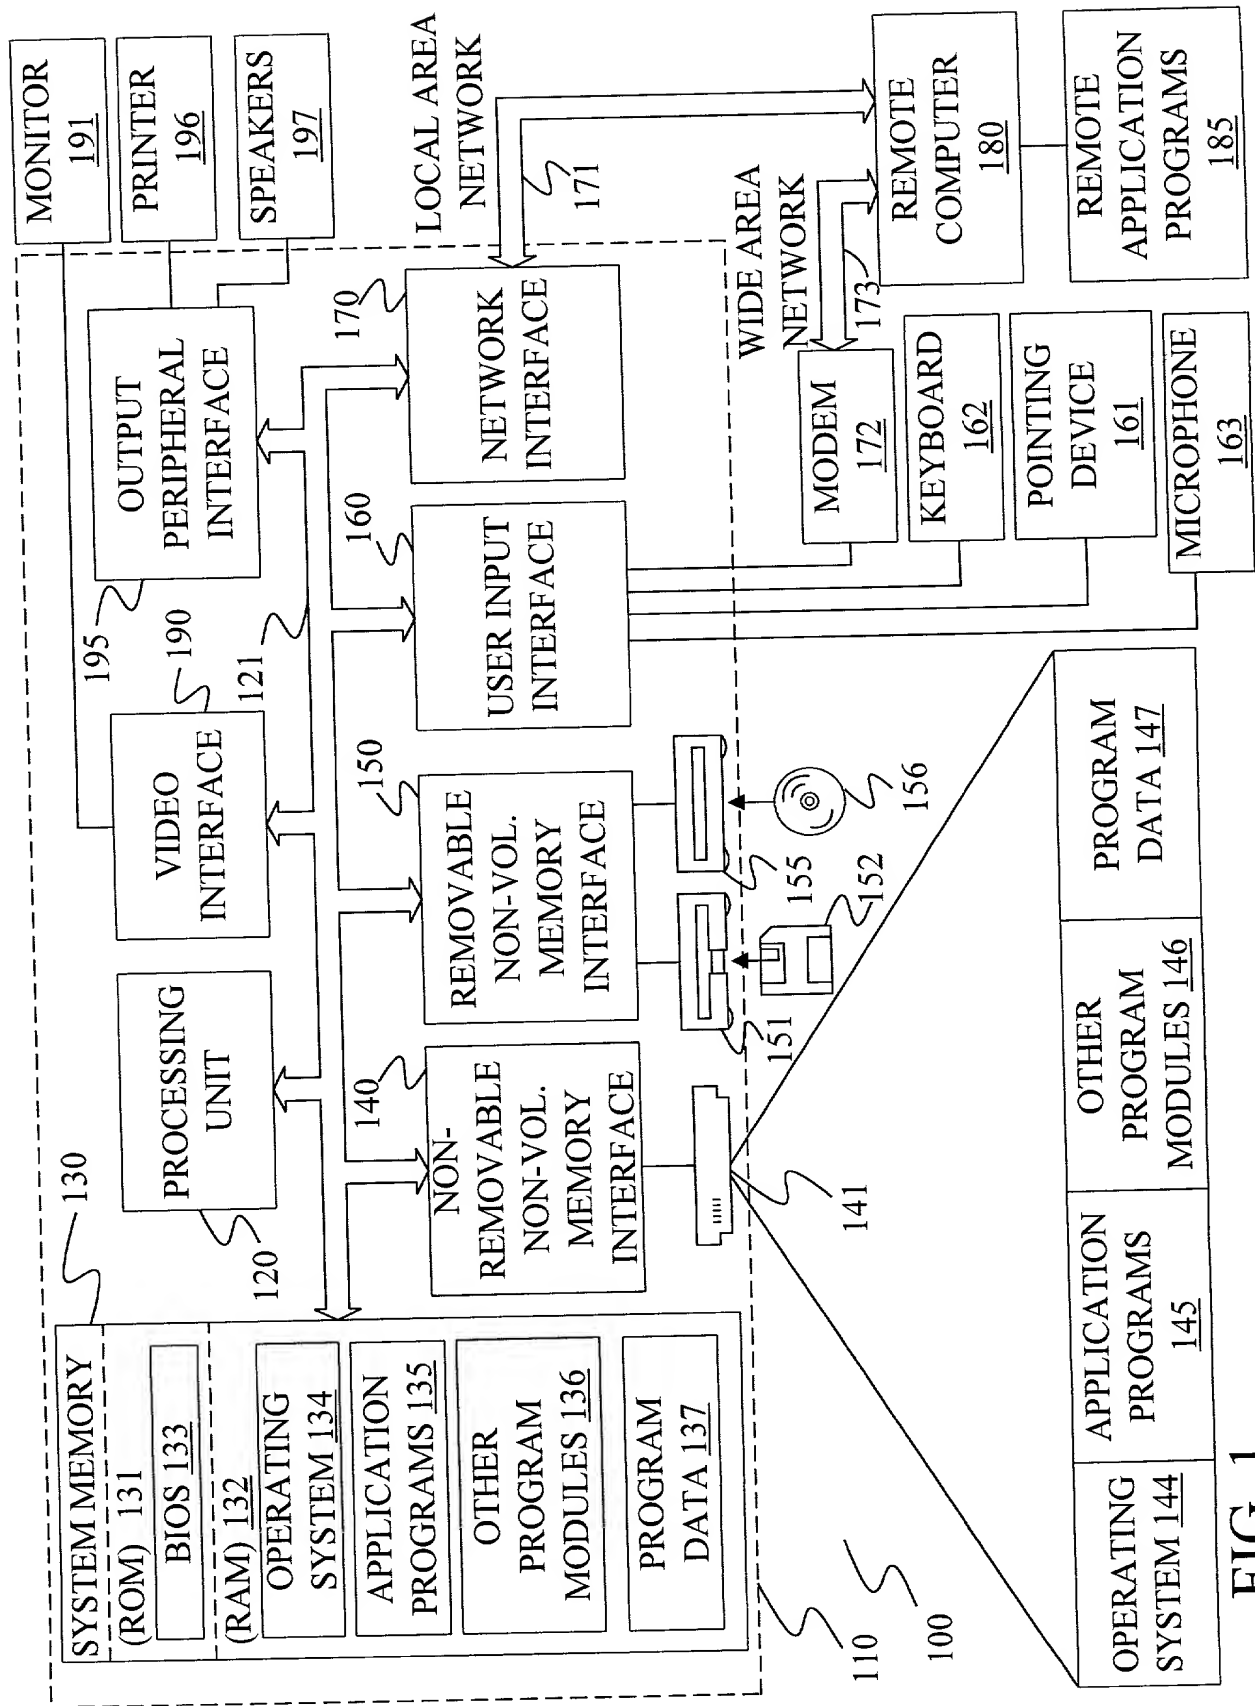 SYSTEM MEMORY
(ROM) 131
BIOS 133
(RAM) 132
OPERATING
SYSTEM 134
APPLICATION
PROGRAMS 135
OTHER
PROGRAM
MODULES 136
PROGRAM
DATA 137
130
120
PROCESSING
UNIT
VIDEO
INTERFACE
190
195
OUTPUT
PERIPHERAL
INTERFACE
121
MONITOR
191
PRINTER
196
SPEAKERS
197
140
NON-
REMOVABLE
NON-VOL.
MEMORY
INTERFACE
150
REMOVABLE
NON-VOL.
MEMORY
INTERFACE
160
USER INPUT
INTERFACE
170
NETWORK
INTERFACE
LOCAL AREA
NETWORK
171
141
151
152
155
156
WIDE AREA
NETWORK
173
MODEM
172
KEYBOARD
162
POINTING
DEVICE
161
MICROPHONE
163
REMOTE
COMPUTER
180
REMOTE
APPLICATION
PROGRAMS
185
110
100
OPERATING
SYSTEM 144
APPLICATION
PROGRAMS
145
OTHER
PROGRAM
MODULES 146
PROGRAM
DATA 147
FIG. 1